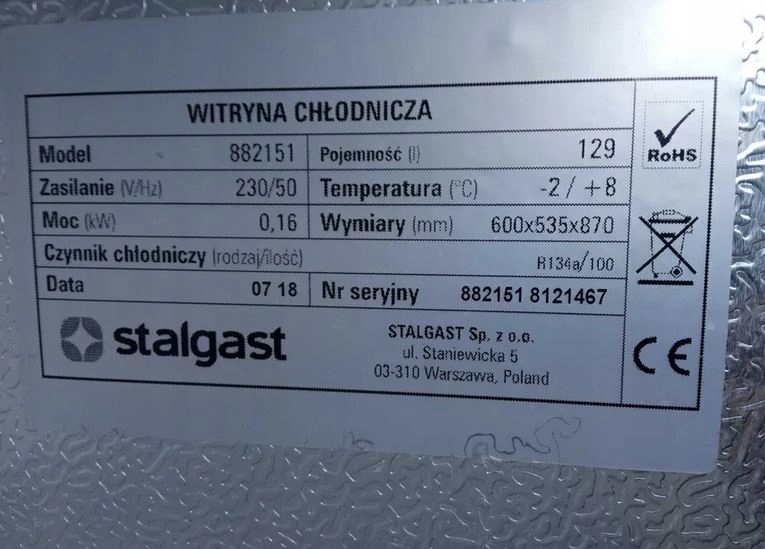 WITRYNA CHŁODNICZA
Model 882151 Pojemność (l) 129
RoHS
Zasilanie (V/Hz) 230/50 Temperatura (°C) -2 / +8
Moc (kW) 0,16 Wymiary (mm) 600x535x870
Czynnik chłodniczy (rodzaj/ilość) R134a/100
Data 07 18 Nr seryjny 882151 8121467
stalgast
STALGAST Sp. z o.o.
ul. Staniewicka 5
03-310 Warszawa, Poland
CE